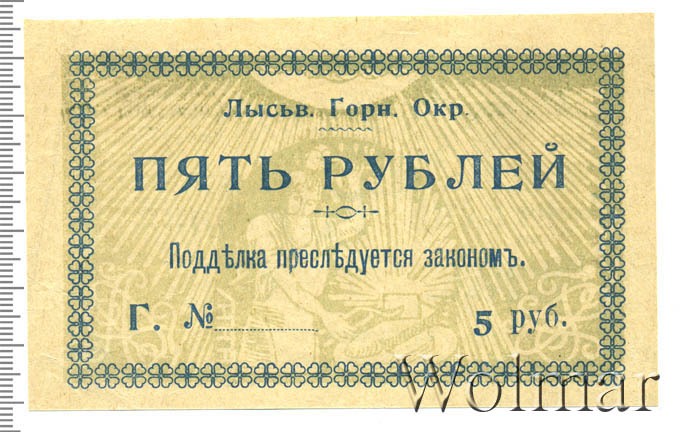 Лысьв. Горн. Окр.
ПЯТЬ РУБЛЕЙ
Поддѣлка преслѣдуется закономъ.
Г. № 5 руб.
Wolmar